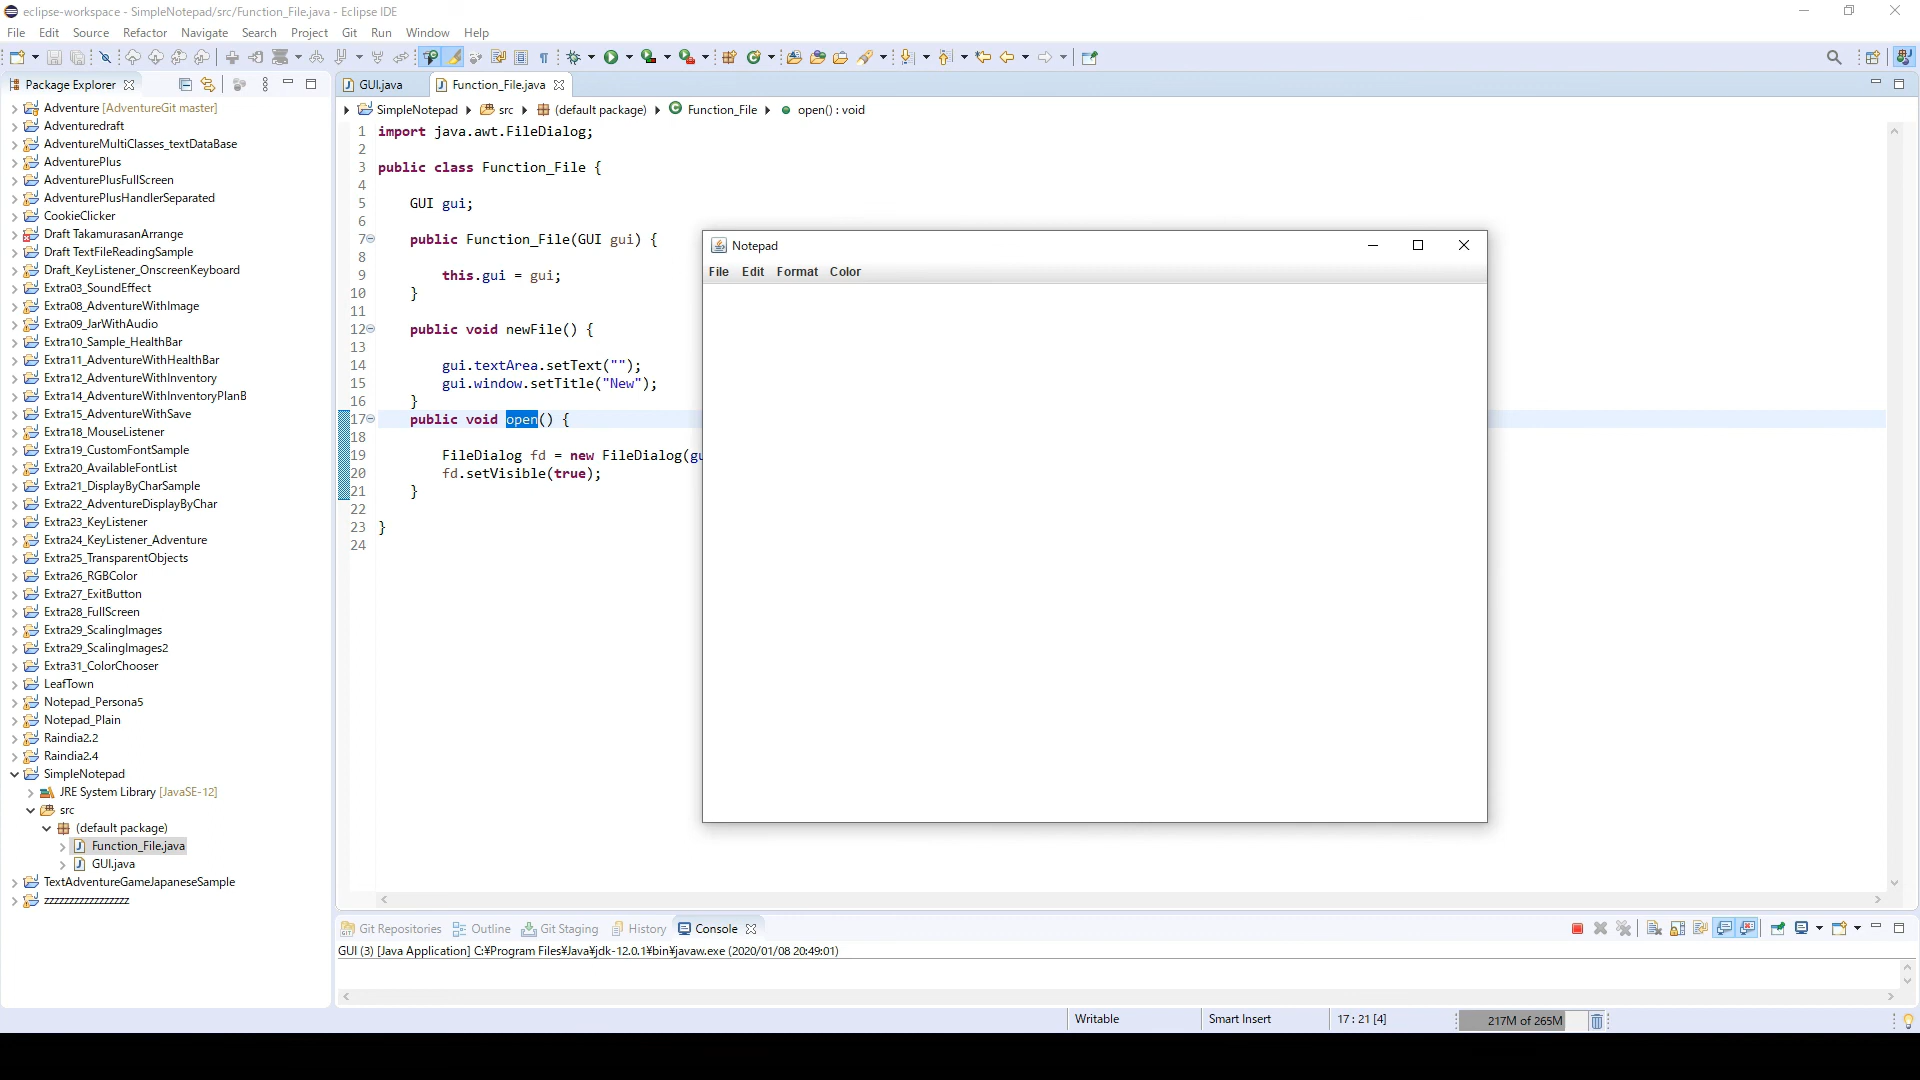 eclipse-workspace - SimpleNotepad/src/Function_File.java - Eclipse IDE
File Edit Source Refactor Navigate Search Project Git Run Window Help
Package Explorer
GUI.java
Function_File.java
Adventure [AdventureGit master]
Adventuredraft
AdventureMultiClasses_textDataBase
AdventurePlus
AdventurePlusFullScreen
AdventurePlusHandlerSeparated
CookieClicker
Draft TakamurasanArrange
Draft TextFileReadingSample
Draft_KeyListener_OnscreenKeyboard
Extra03_SoundEffect
Extra08_AdventureWithImage
Extra09_JarWithAudio
Extra10_Sample_HealthBar
Extra11_AdventureWithHealthBar
Extra12_AdventureWithInventory
Extra14_AdventureWithInventoryPlanB
Extra15_AdventureWithSave
Extra18_MouseListener
Extra19_CustomFontSample
Extra20_AvailableFontList
Extra21_DisplayByCharSample
Extra22_AdventureDisplayByChar
Extra23_KeyListener
Extra24_KeyListener_Adventure
Extra25_TransparentObjects
Extra26_RGBColor
Extra27_ExitButton
Extra28_FullScreen
Extra29_ScalingImages
Extra29_ScalingImages2
Extra31_ColorChooser
LeafTown
Notepad_Persona5
Notepad_Plain
Raindia2.2
Raindia2.4
SimpleNotepad
JRE System Library [JavaSE-12]
src
(default package)
Function_File.java
GUI.java
TextAdventureGameJapaneseSample
zzzzzzzzzzzzzzzzz
SimpleNotepad src (default package) Function_File open() : void
1 import java.awt.FileDialog;
2
3 public class Function_File {
4
5 GUI gui;
6
7 public Function_File(GUI gui) {
8
9 this.gui = gui;
10 }
11
12 public void newFile() {
13
14 gui.textArea.setText("");
15 gui.window.setTitle("New");
16 }
17 public void open() {
18
19 FileDialog fd = new FileDialog(gu
20 fd.setVisible(true);
21 }
22
23 }
24
Notepad
File Edit Format Color
Git Repositories Outline Git Staging History Console
GUI (3) [Java Application] C:¥Program Files¥Java¥jdk-12.0.1¥bin¥javaw.exe (2020/01/08 20:49:01)
Writable Smart Insert 17 : 21 [4] 217M of 265M